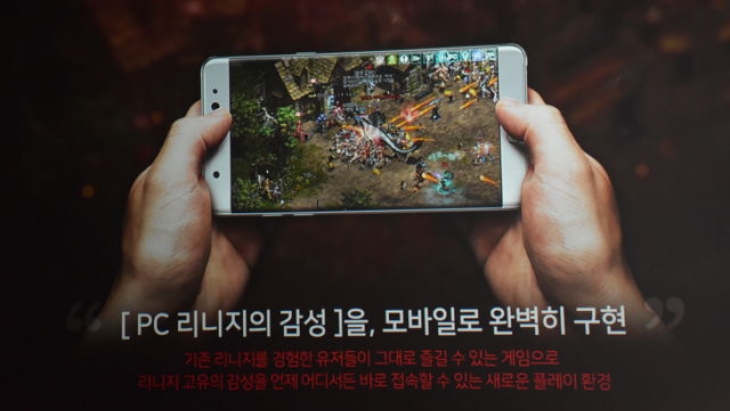 “ [ PC 리니지의 감성 ]을, 모바일로 완벽히 구현 ”
기존 리니지를 경험한 유저들이 그대로 즐길 수 있는 게임으로
리니지 고유의 감성을 언제 어디서든 바로 접속할 수 있는 새로운 플레이 환경